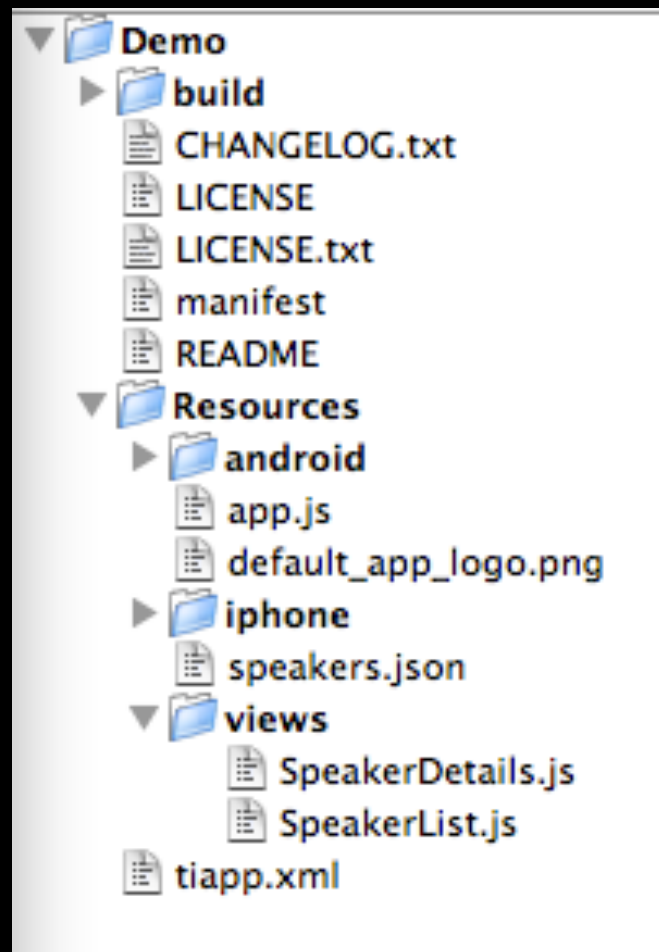 Demo
build
CHANGELOG.txt
LICENSE
LICENSE.txt
manifest
README
Resources
android
app.js
default_app_logo.png
iphone
speakers.json
views
SpeakerDetails.js
SpeakerList.js
tiapp.xml